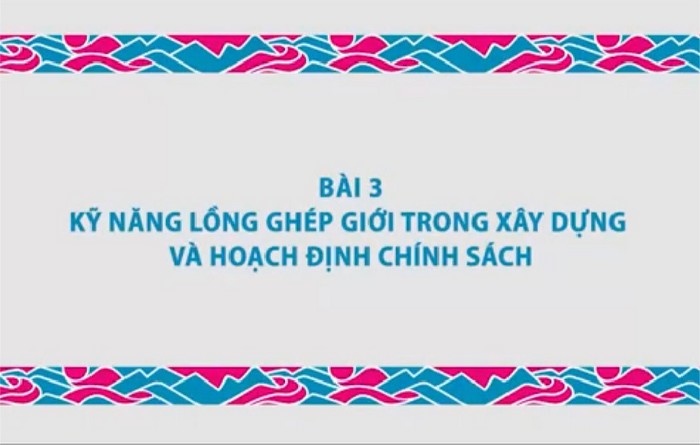 BÀI 3
KỸ NĂNG LỒNG GHÉP GIỚI TRONG XÂY DỰNG
VÀ HOẠCH ĐỊNH CHÍNH SÁCH